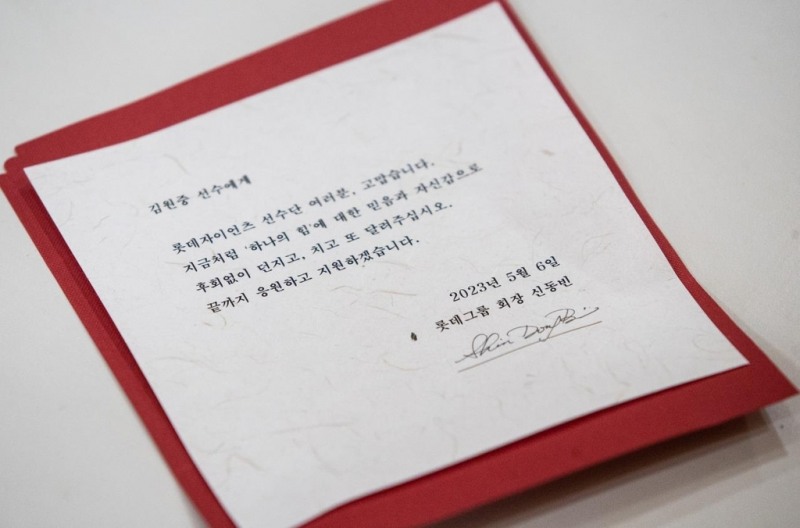 김원중 선수에게
롯데자이언츠 선수단 여러분, 고맙습니다.
지금처럼 '하나의 힘'에 대한 믿음과 자신감으로
후회없이 던지고, 치고 또 달려주십시오.
끝까지 응원하고 지원하겠습니다.
2023년 5월 6일
롯데그룹 회장 신동빈
Shin Dong Bin